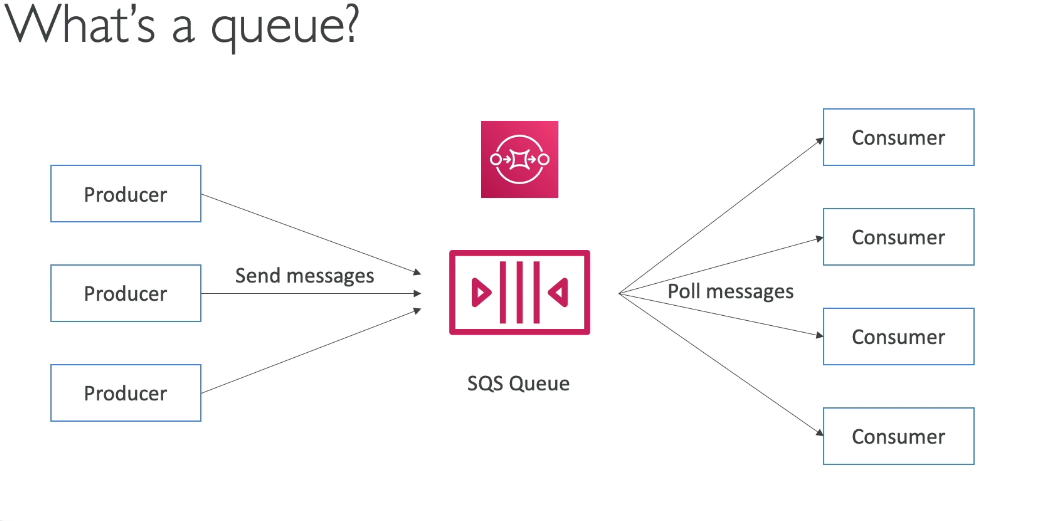 What's a queue?
Producer
Producer
Producer
Send messages
SQS Queue
Poll messages
Consumer
Consumer
Consumer
Consumer